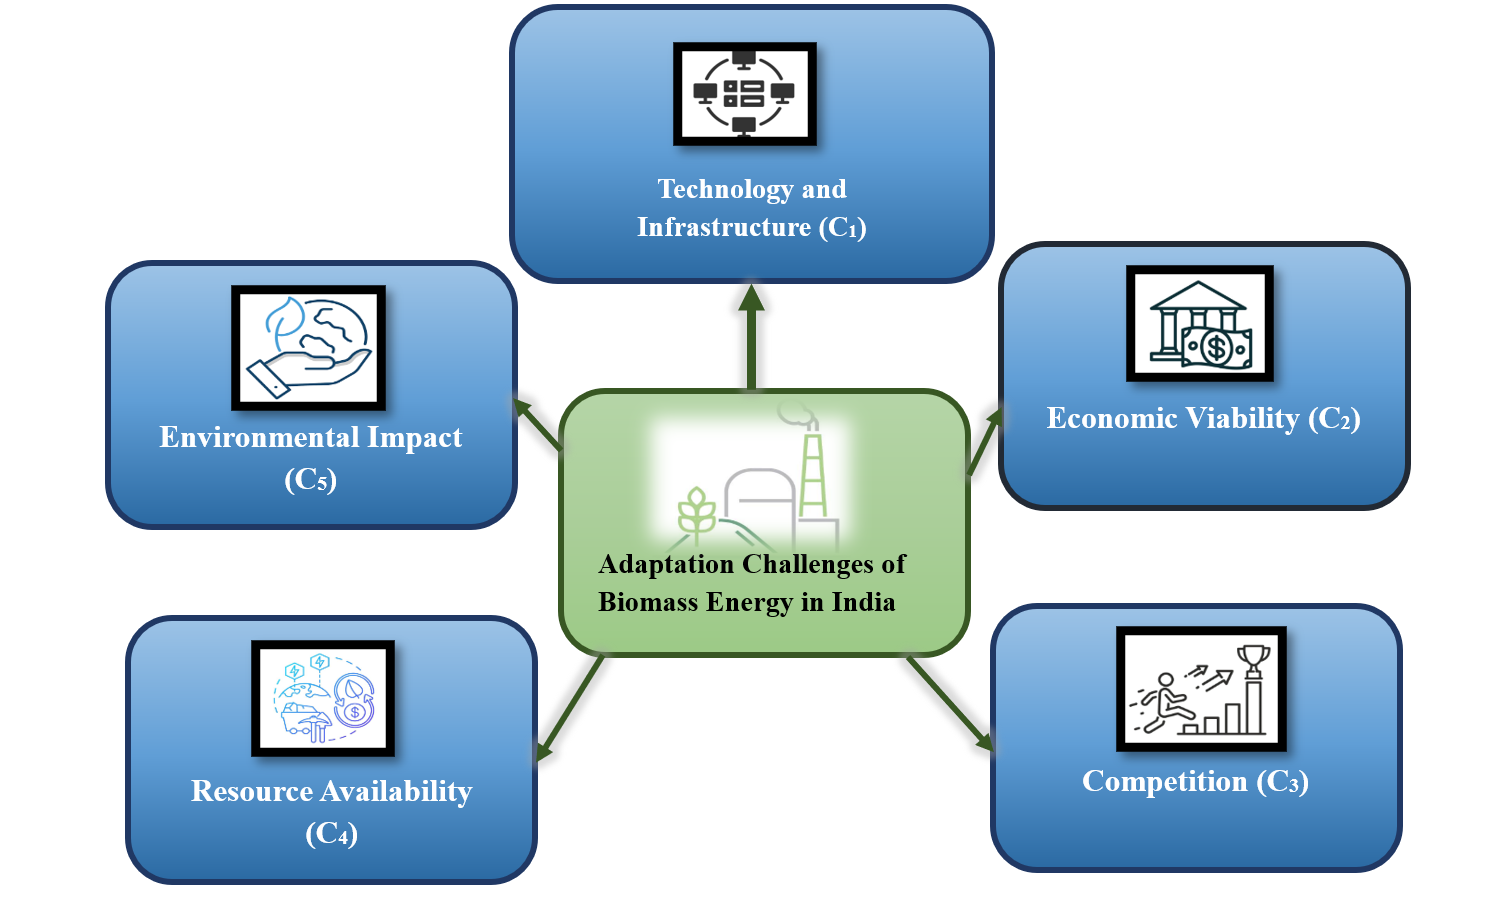 Technology and
Infrastructure (C₁)
Economic Viability (C₂)
Environmental Impact
(C₅)
$
Adaptation Challenges of
Biomass Energy in India
Resource Availability
(C₄)
$
Competition (C₃)